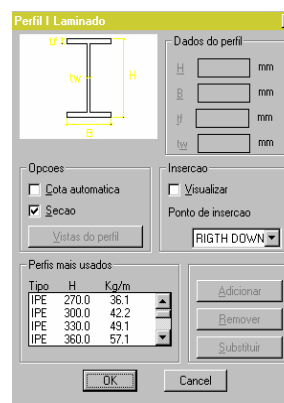 Perfil I Laminado
tf
tw
H
B
Dados do perfil
H mm
B mm
tf mm
tw mm
Opcoes
Cota automatica
Secao
Vistas do perfil
Insercao
Visualizar
Ponto de insercao
RIGTH DOWN
Perfis mais usados
Tipo H Kg/m
IPE 270.0 36.1
IPE 300.0 42.2
IPE 330.0 49.1
IPE 360.0 57.1
Adicionar
Remover
Substituir
OK
Cancel